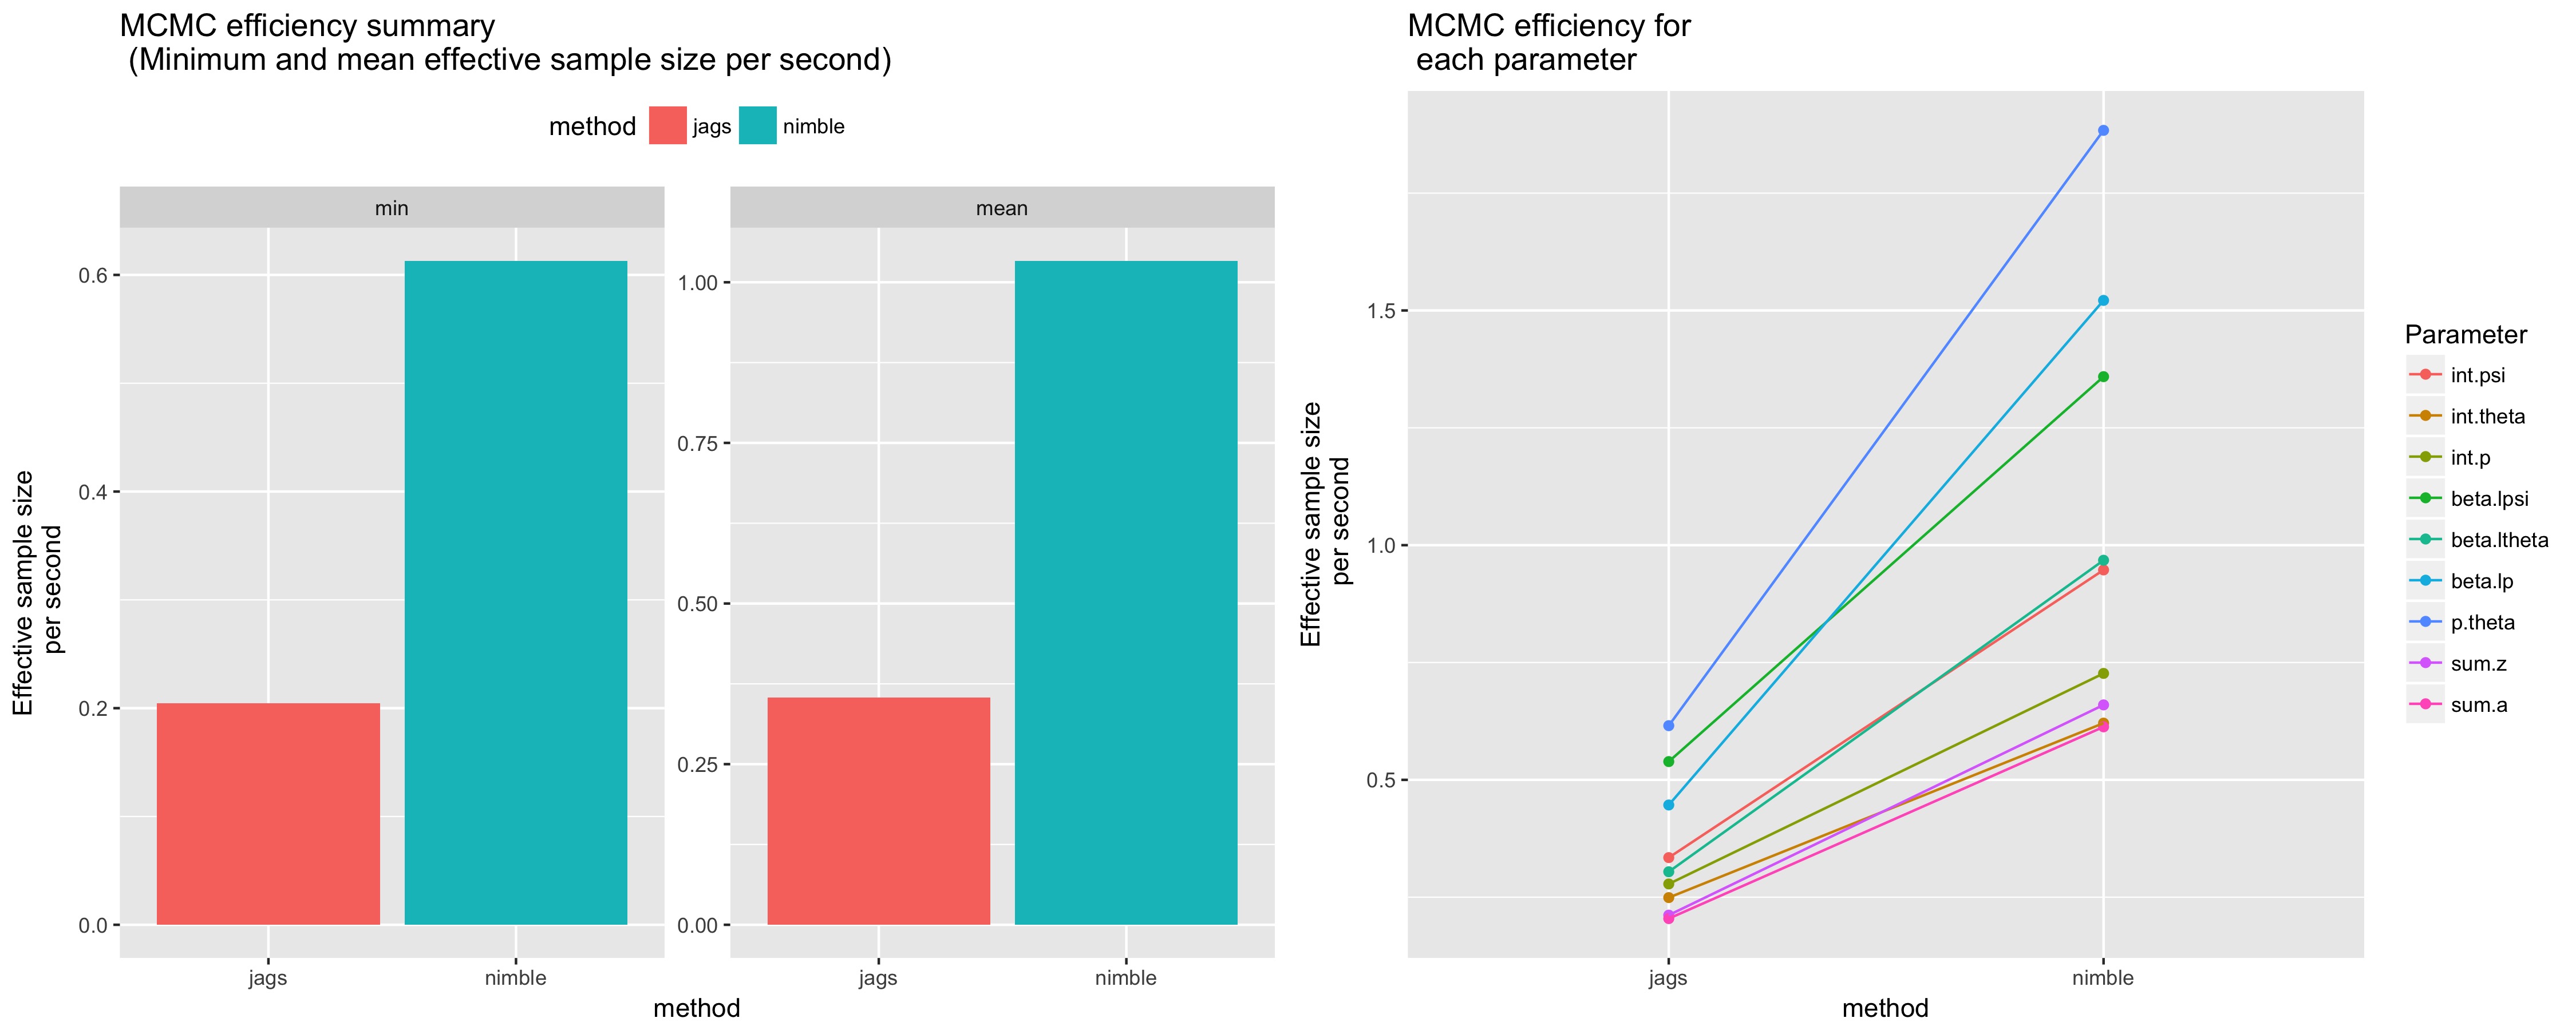 MCMC efficiency summary
(Minimum and mean effective sample size per second)
method jags nimble
min
mean
Effective sample size
per second
0.6
0.4
0.2
0.0
1.00
0.75
0.50
0.25
0.00
jags nimble
jags nimble
method
MCMC efficiency for
each parameter
Effective sample size
per second
1.5
1.0
0.5
jags nimble
method
Parameter
int.psi
int.theta
int.p
beta.lpsi
beta.ltheta
beta.lp
p.theta
sum.z
sum.a